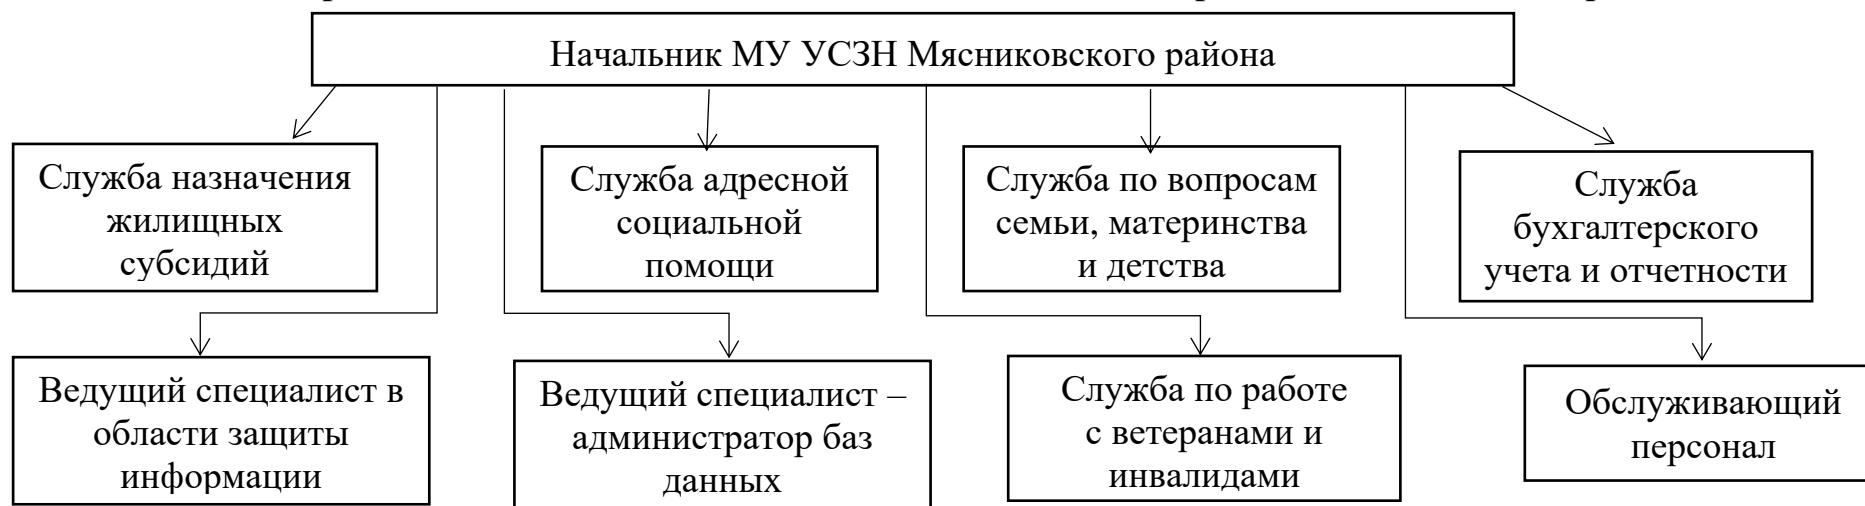 Начальник МУ УСЗН Мясниковского района
Служба назначения
жилищных
субсидий
Служба адресной
социальной
помощи
Служба по вопросам
семьи, материнства
и детства
Служба
бухгалтерского
учета и отчетности
Ведущий специалист в
области защиты
информации
Ведущий специалист –
администратор баз
данных
Служба по работе
с ветеранами и
инвалидами
Обслуживающий
персонал